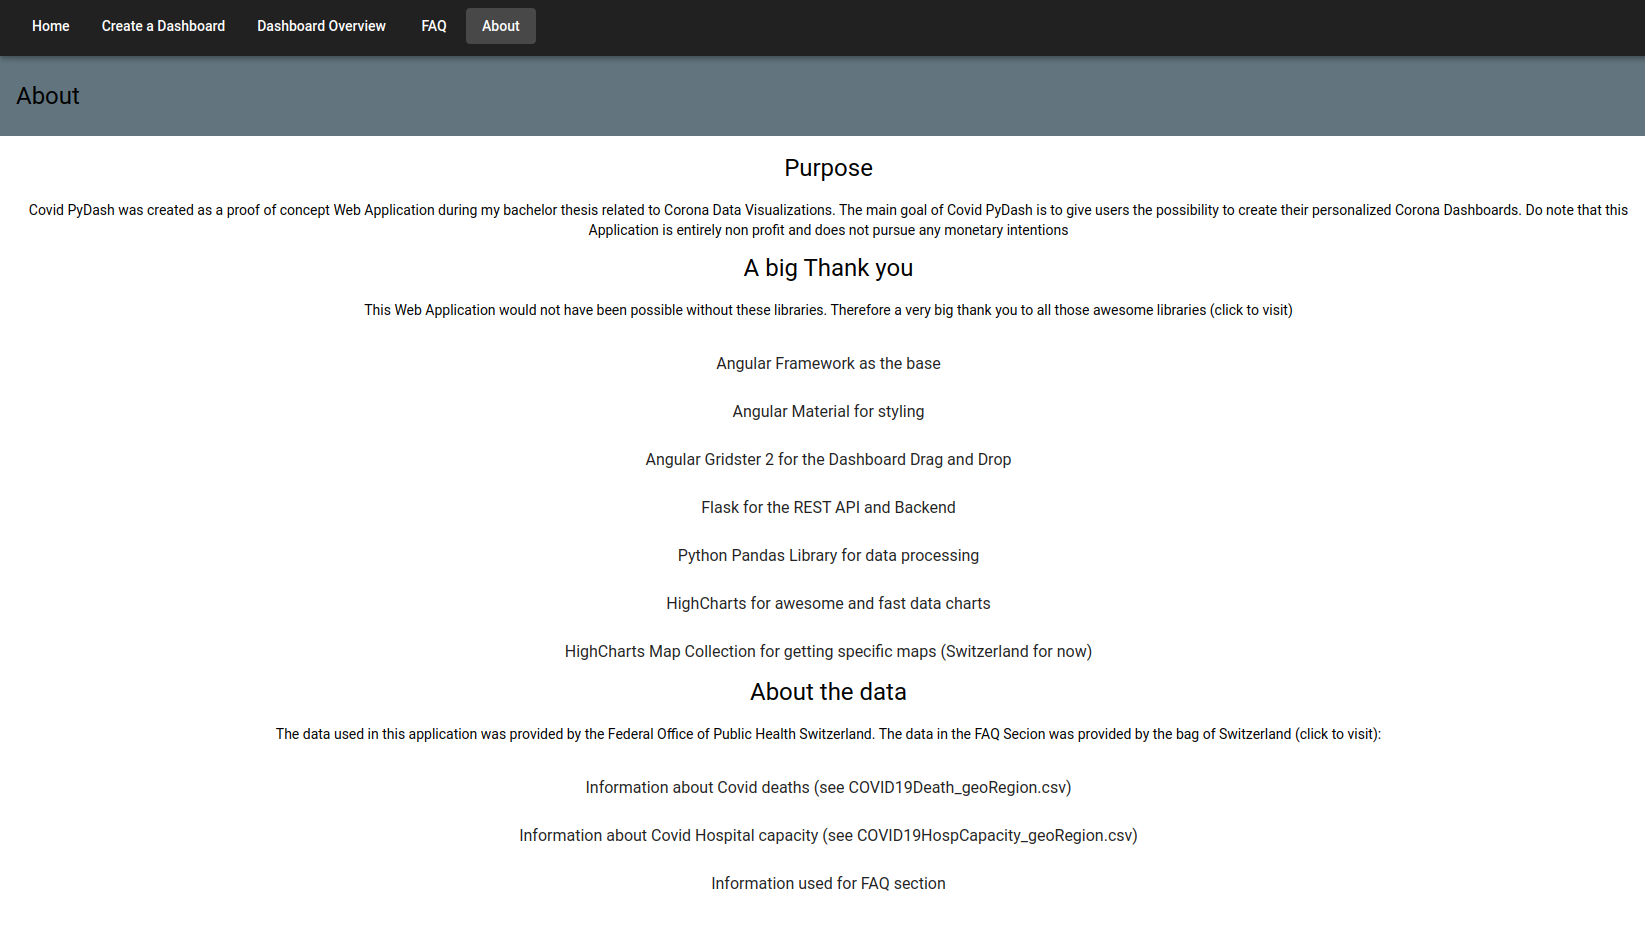 Home Create a Dashboard Dashboard Overview FAQ About
About
Purpose
Covid PyDash was created as a proof of concept Web Application during my bachelor thesis related to Corona Data Visualizations. The main goal of Covid PyDash is to give users the possibility to create their personalized Corona Dashboards. Do note that this
Application is entirely non profit and does not pursue any monetary intentions
A big Thank you
This Web Application would not have been possible without these libraries. Therefore a very big thank you to all those awesome libraries (click to visit)
Angular Framework as the base
Angular Material for styling
Angular Gridster 2 for the Dashboard Drag and Drop
Flask for the REST API and Backend
Python Pandas Library for data processing
HighCharts for awesome and fast data charts
HighCharts Map Collection for getting specific maps (Switzerland for now)
About the data
The data used in this application was provided by the Federal Office of Public Health Switzerland. The data in the FAQ Secion was provided by the bag of Switzerland (click to visit):
Information about Covid deaths (see COVID19Death_geoRegion.csv)
Information about Covid Hospital capacity (see COVID19HospCapacity_geoRegion.csv)
Information used for FAQ section